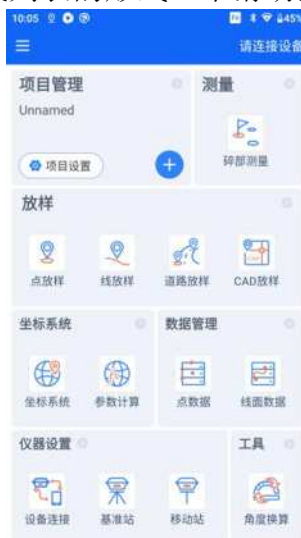 10:05 45%
请连接设备
项目管理
测量
Unnamed
项目设置
碎部测量
放样
点放样 线放样 道路放样 CAD放样
坐标系统 数据管理
坐标系统 参数计算 点数据 线面数据
仪器设置 工具
设备连接 基准站 移动站 角度换算